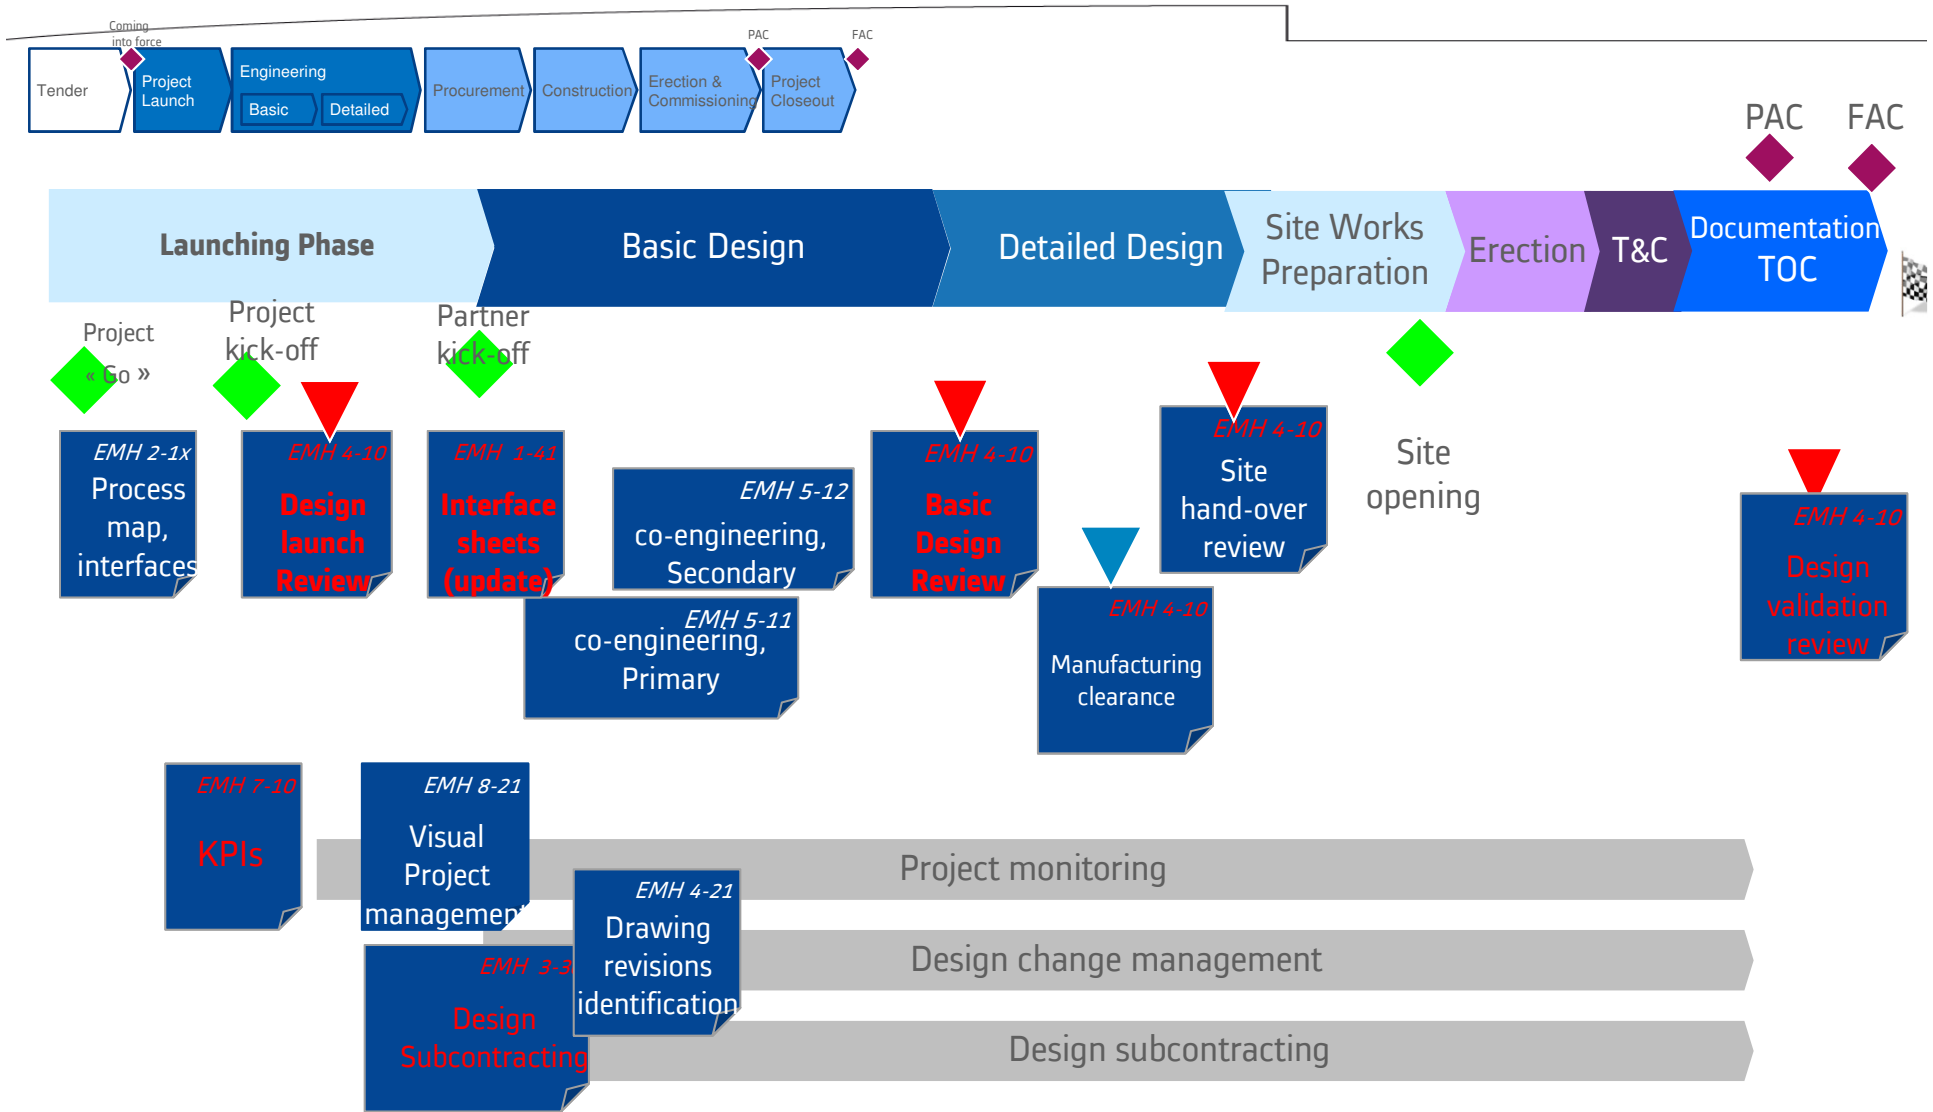 Coming
into force
PAC
FAC
Tender
Project
Launch
Engineering
Basic
Detailed
Procurement
Construction
Erection &
Commissioning
Project
Closeout
PAC
FAC
Launching Phase
Basic Design
Detailed Design
Site Works
Preparation
Erection
T&C
Documentation
TOC
Project
« Go »
Project
kick-off
Partner
kick-off
EMH 2-1x
Process
map,
interfaces
EMH 4-10
Design
launch
Review
EMH 1-41
Interface
sheets
(update)
EMH 5-12
co-engineering,
Secondary
EMH 5-11
co-engineering,
Primary
EMH 4-10
Basic
Design
Review
EMH 4-10
Manufacturing
clearance
EMH 4-10
Site
hand-over
review
Site
opening
EMH 4-10
Design
validation
review
EMH 7-10
KPIs
EMH 8-21
Visual
Project
management
Project monitoring
EMH 4-21
Drawing
revisions
identification
Design change management
EMH
Design
Subcontracting
Design subcontracting